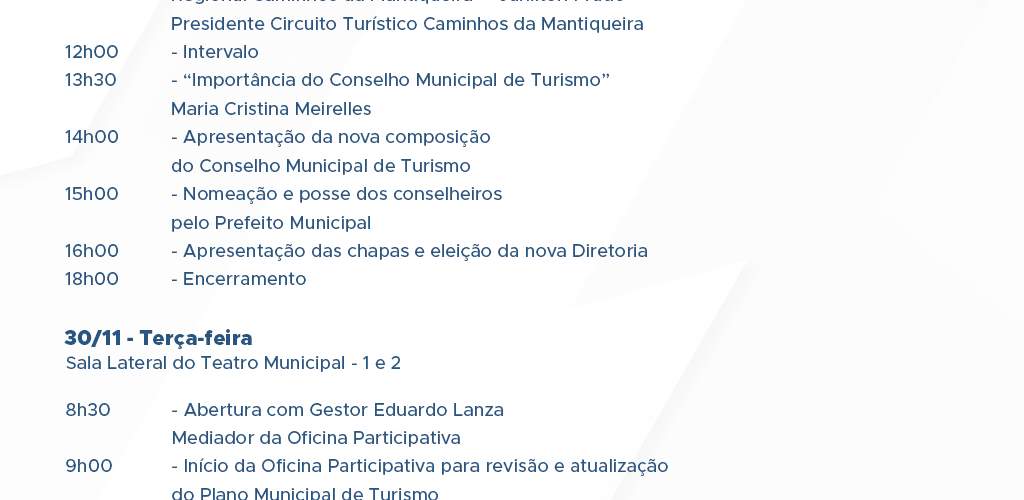 Presidente Circuito Turístico Caminhos da Mantiqueira
12h00 - Intervalo
13h30 - “Importância do Conselho Municipal de Turismo”
Maria Cristina Meirelles
14h00 - Apresentação da nova composição
do Conselho Municipal de Turismo
15h00 - Nomeação e posse dos conselheiros
pelo Prefeito Municipal
16h00 - Apresentação das chapas e eleição da nova Diretoria
18h00 - Encerramento
30/11 - Terça-feira
Sala Lateral do Teatro Municipal - 1 e 2
8h30 - Abertura com Gestor Eduardo Lanza
Mediador da Oficina Participativa
9h00 - Início da Oficina Participativa para revisão e atualização
do Plano Municipal de Turismo